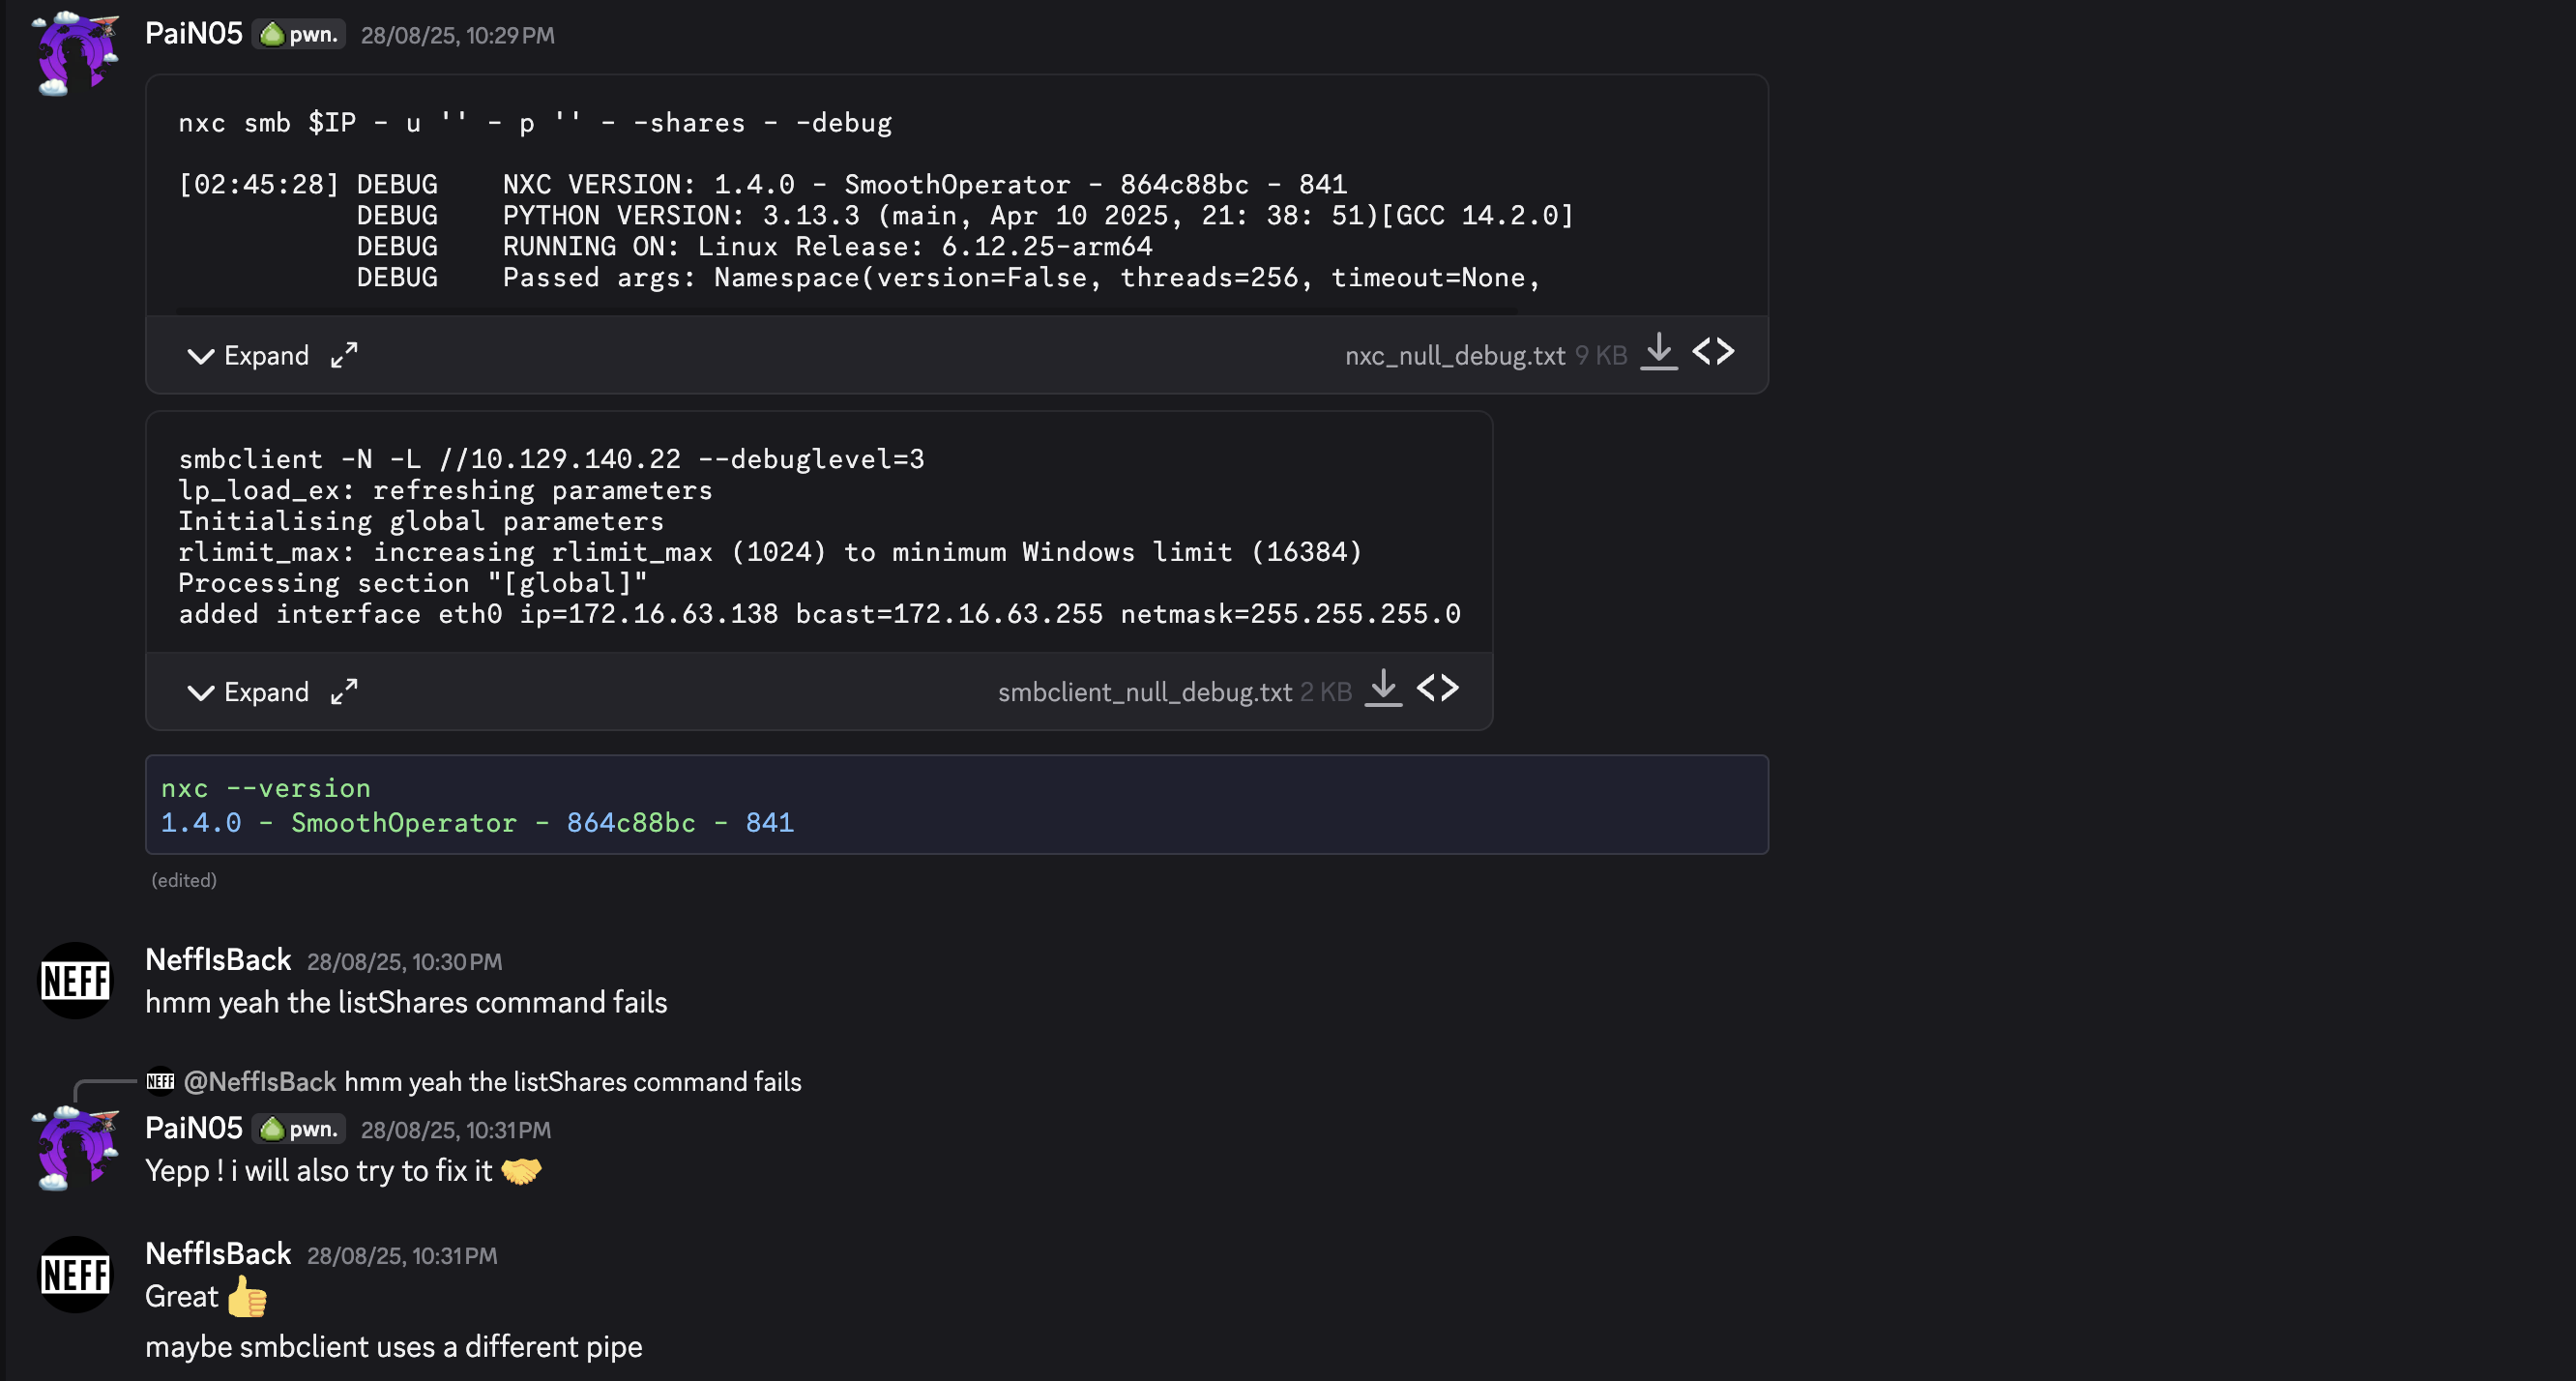 PaiN05 pwn. 28/08/25, 10:29 PM
nxc smb $IP - u '' - p '' - -shares - -debug
[02:45:28] DEBUG    NXC VERSION: 1.4.0 - SmoothOperator - 864c88bc - 841
           DEBUG    PYTHON VERSION: 3.13.3 (main, Apr 10 2025, 21: 38: 51)[GCC 14.2.0]
           DEBUG    RUNNING ON: Linux Release: 6.12.25-arm64
           DEBUG    Passed args: Namespace(version=False, threads=256, timeout=None,
Expand nxc_null_debug.txt 9 KB
smbclient -N -L //10.129.140.22 --debuglevel=3
lp_load_ex: refreshing parameters
Initialising global parameters
rlimit_max: increasing rlimit_max (1024) to minimum Windows limit (16384)
Processing section "[global]"
added interface eth0 ip=172.16.63.138 bcast=172.16.63.255 netmask=255.255.255.0
Expand smbclient_null_debug.txt 2 KB
nxc --version
1.4.0 - SmoothOperator - 864c88bc - 841
(edited)
NEFF
NeffIsBack 28/08/25, 10:30 PM
hmm yeah the listShares command fails
NEFF @NeffIsBack hmm yeah the listShares command fails
PaiN05 pwn. 28/08/25, 10:31 PM
Yepp ! i will also try to fix it 🤝
NEFF
NeffIsBack 28/08/25, 10:31 PM
Great 👍
maybe smbclient uses a different pipe